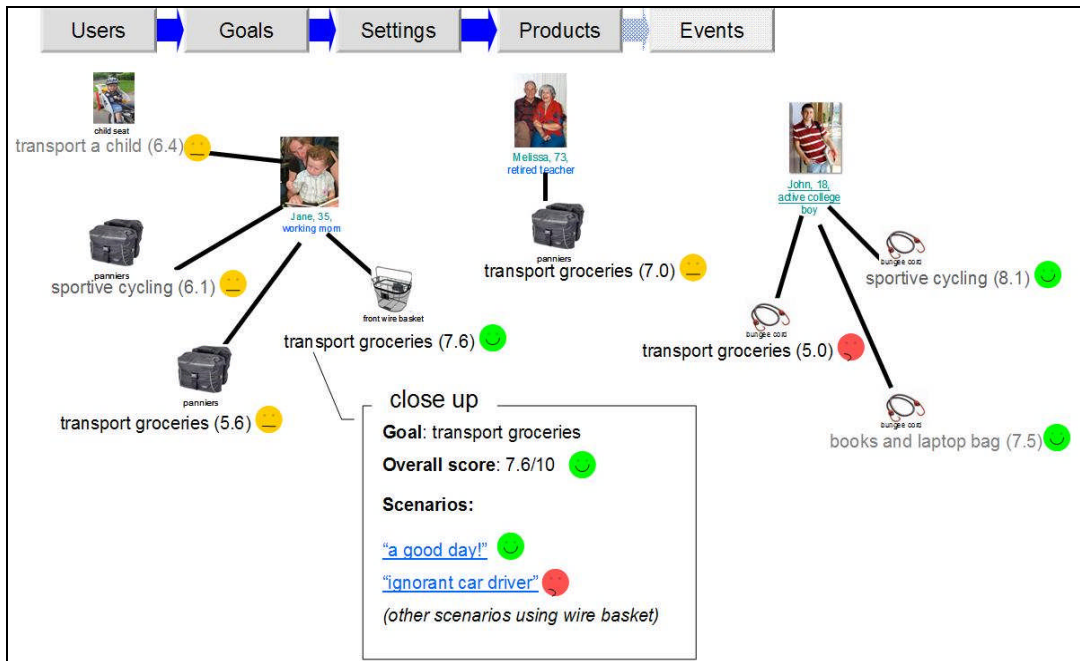 Users
Goals
Settings
Products
Events
child seat
transport a child (6.4)
Jane, 35,
working mom
panniers
sportive cycling (6.1)
panniers
transport groceries (5.6)
front wire basket
transport groceries (7.6)
Melissa, 73,
retired teacher
panniers
transport groceries (7.0)
John, 18,
active college
boy
bungee cord
sportive cycling (8.1)
bungee cord
transport groceries (5.0)
bungee cord
books and laptop bag (7.5)
close up
Goal: transport groceries
Overall score: 7.6/10
Scenarios:
“a good day!”
“ignorant car driver”
(other scenarios using wire basket)